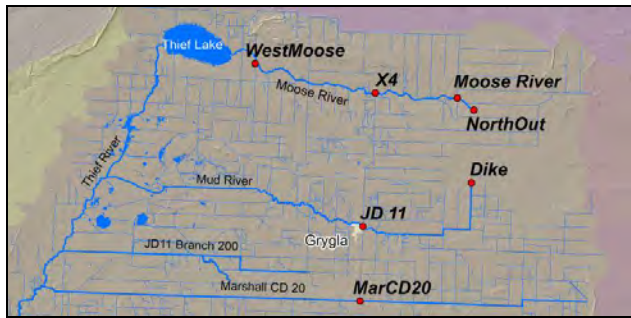 Thief Lake
WestMoose
X4
Moose River
Moose River
NorthOut
Thief River
Dike
Mud River
JD 11
Grygla
JD11 Branch 200
Marshall CD 20
MarCD20